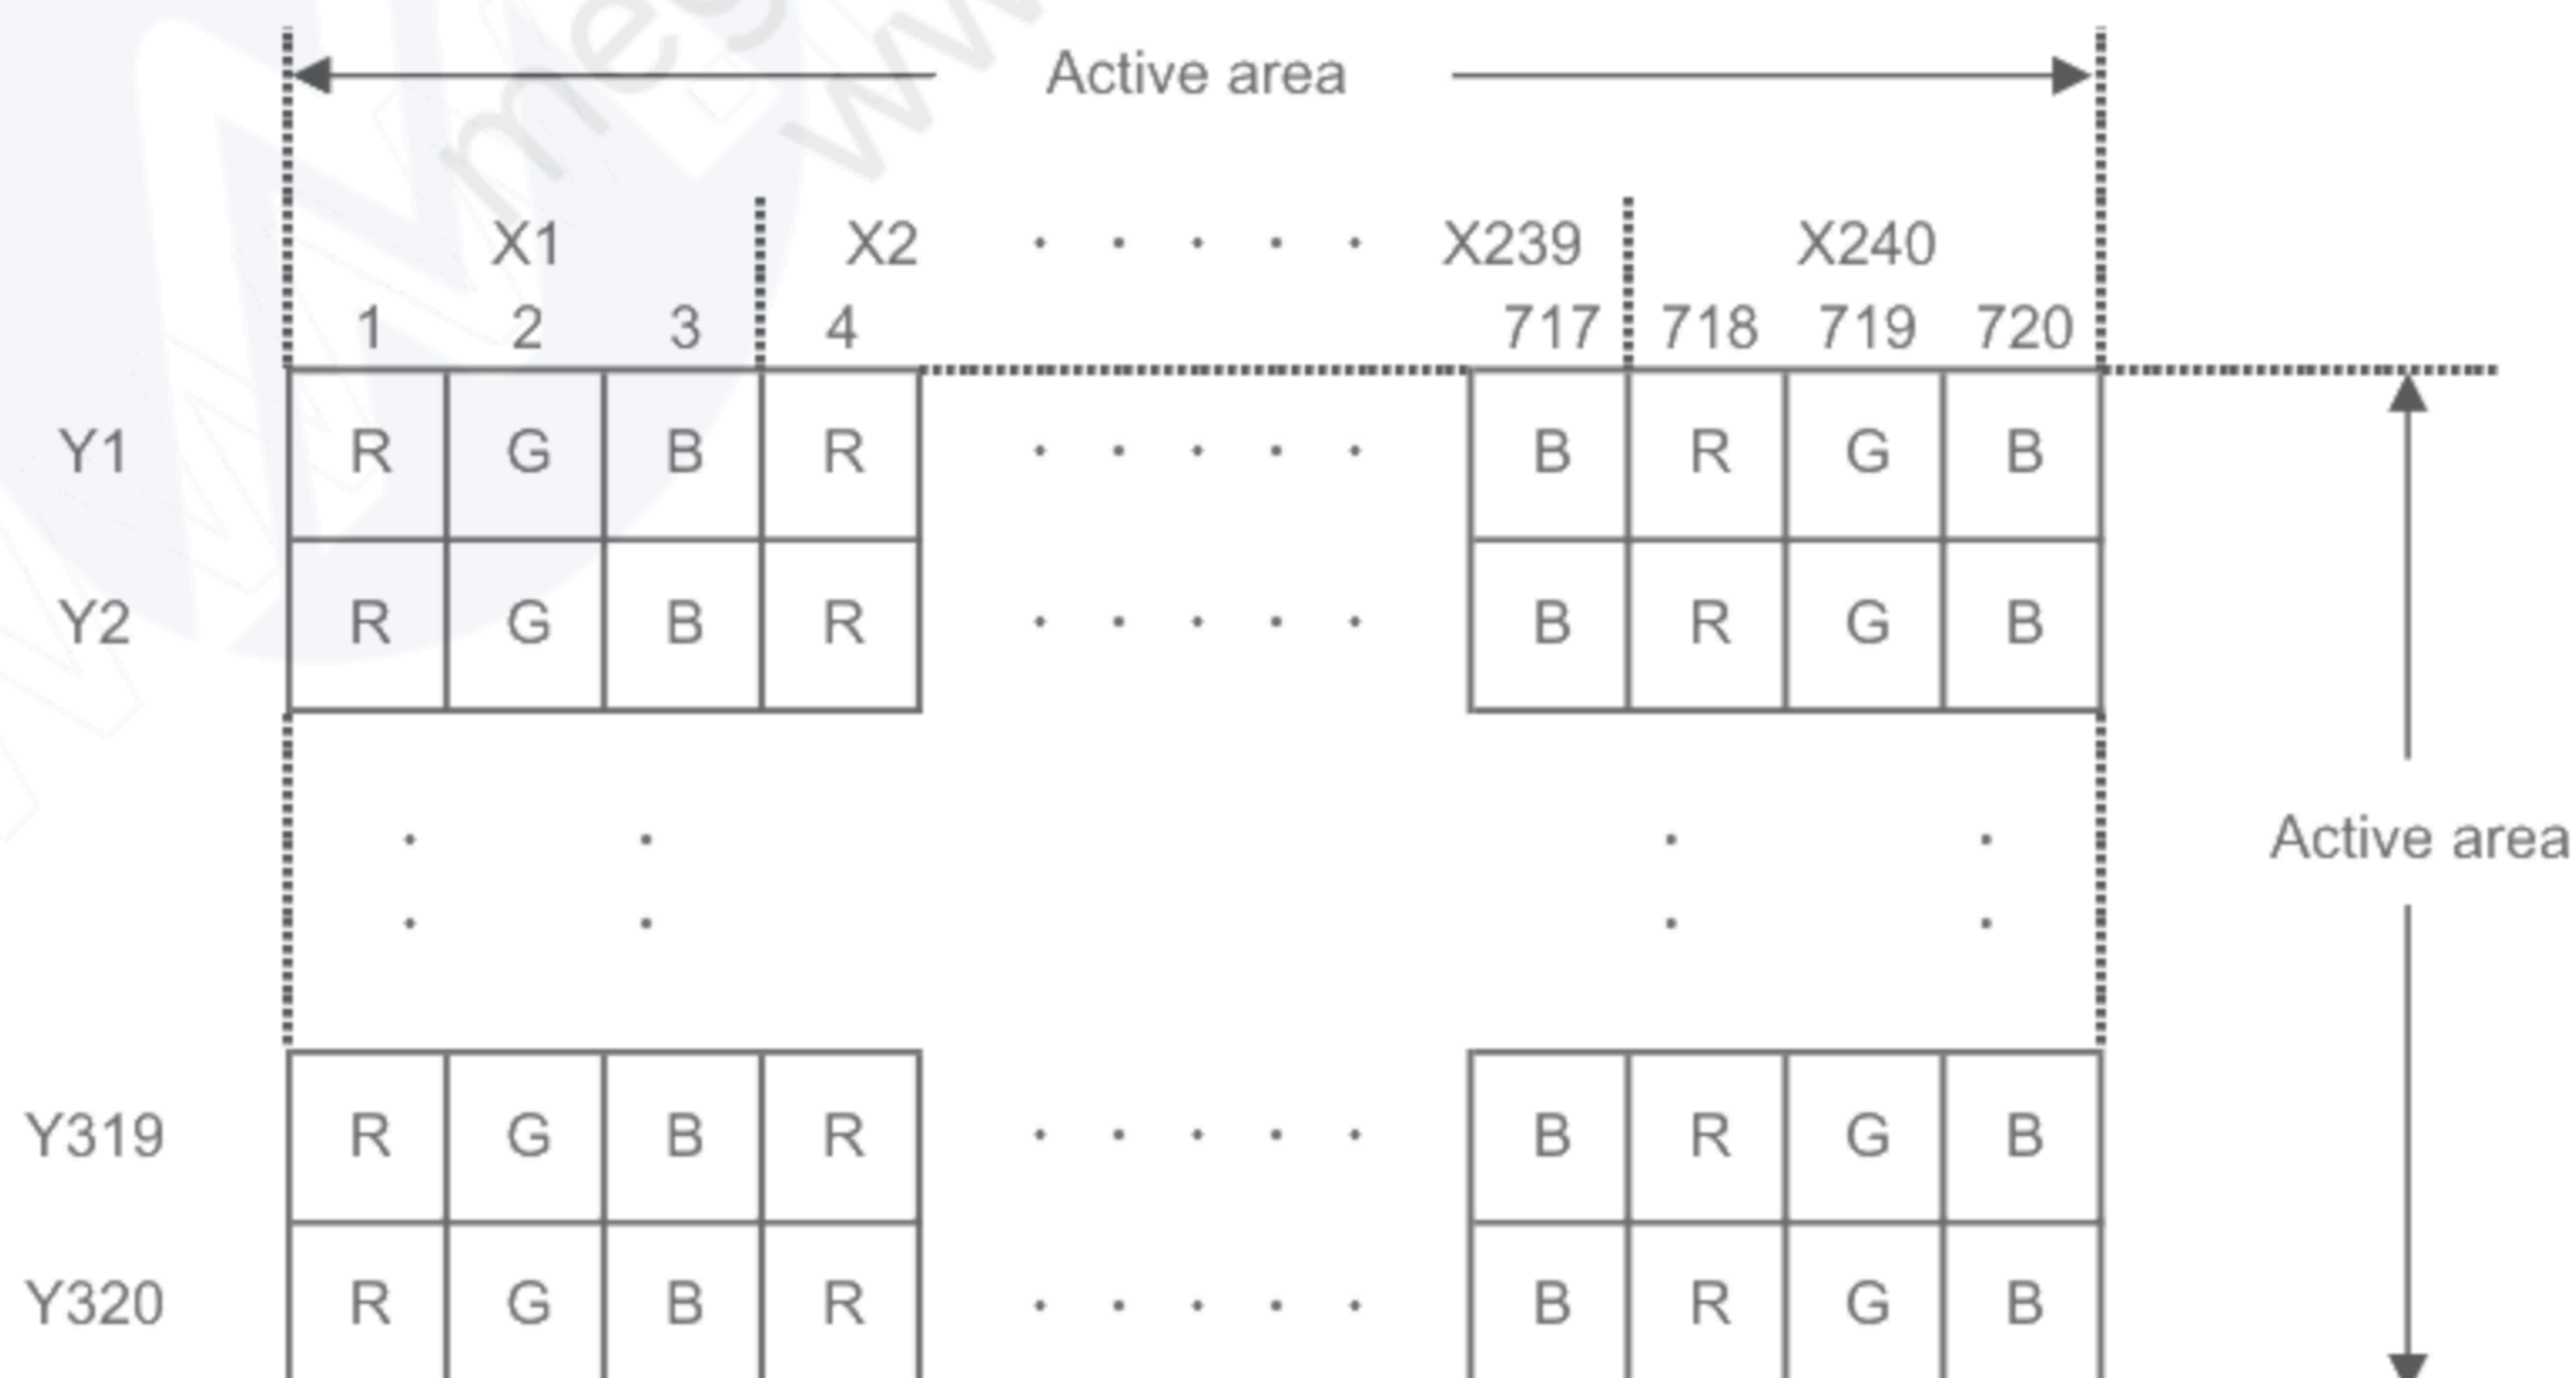 Active area
X1 X2 . . . . . X239 X240
1 2 3 4 717 718 719 720
Y1 R G B R . . . . . B R G B
Y2 R G B R . . . . . B R G B
. . . .
Active area
. . . .
Y319 R G B R . . . . . B R G B
Y320 R G B R . . . . . B R G B